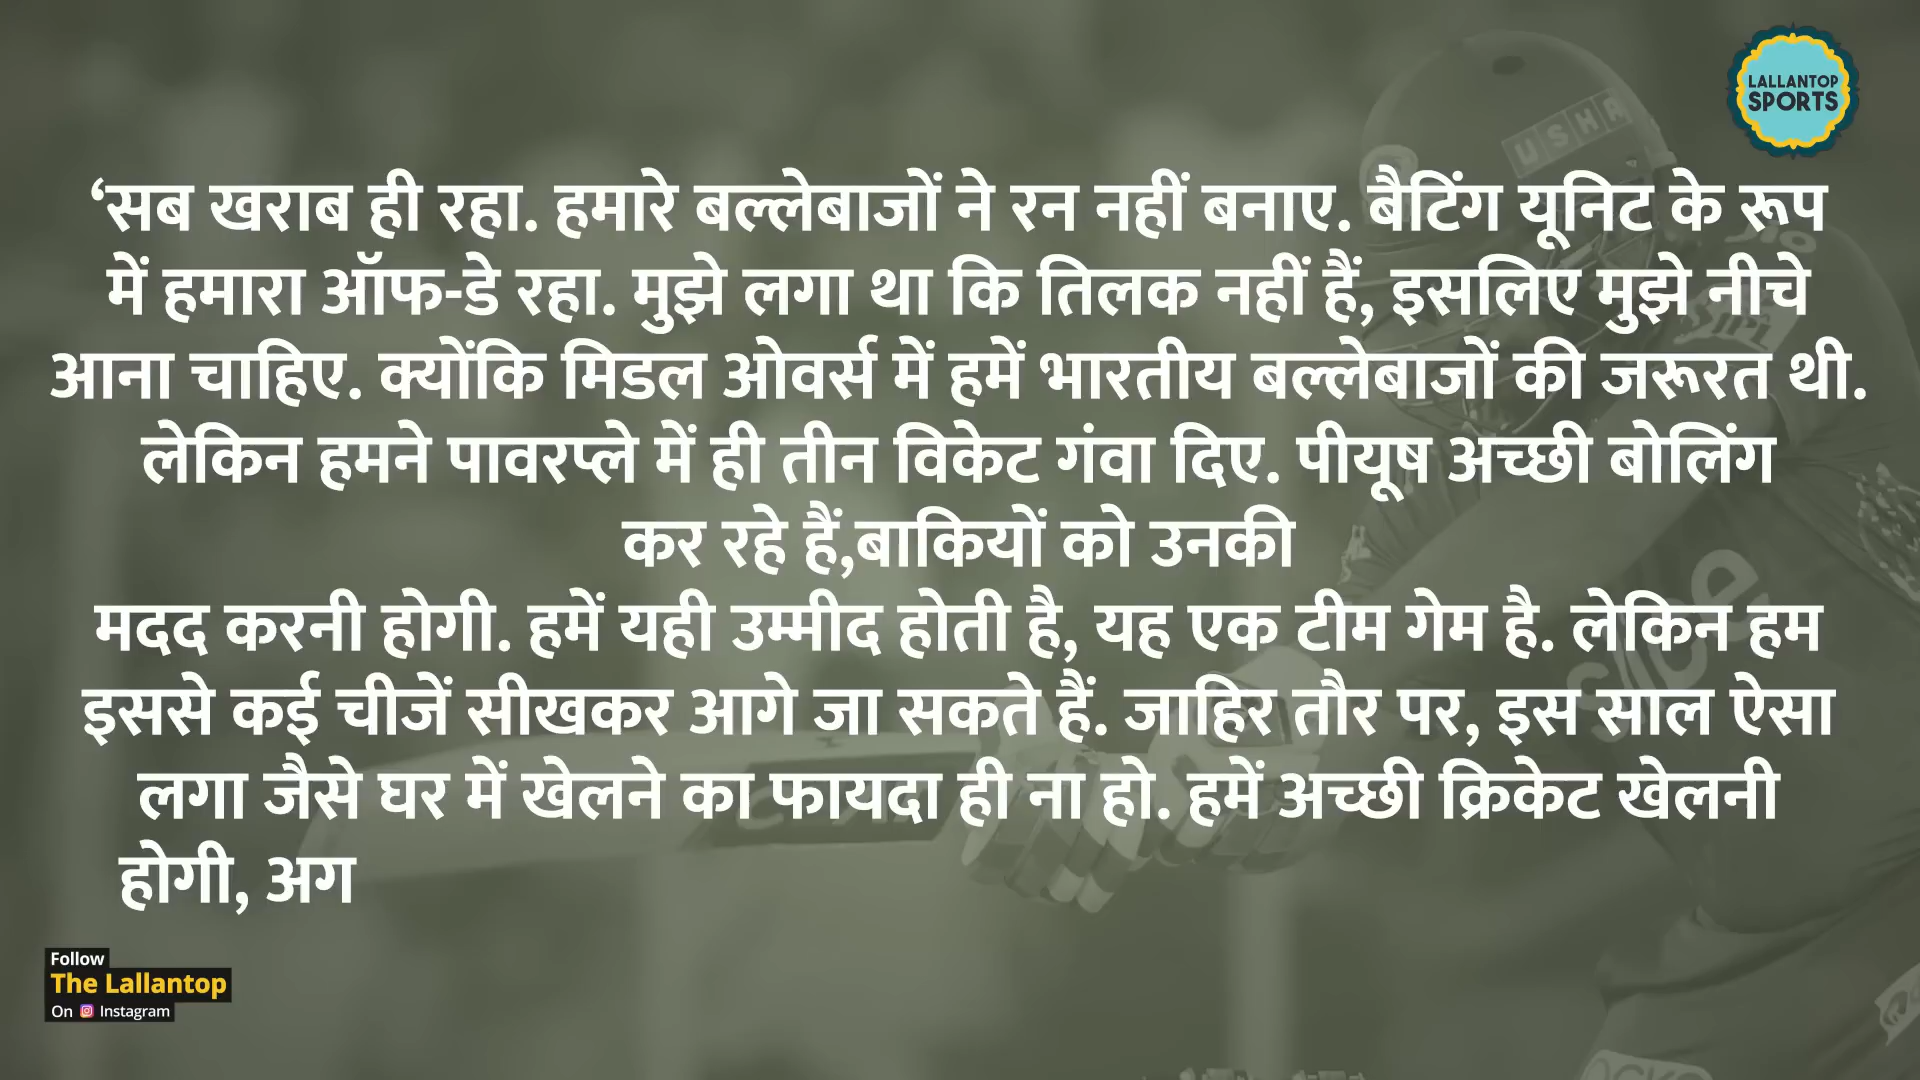 LALLANTOP
SPORTS
USHA
‘सब खराब ही रहा. हमारे बल्लेबाजों ने रन नहीं बनाए. बैटिंग यूनिट के रूप
में हमारा ऑफ-डे रहा. मुझे लगा था कि तिलक नहीं हैं, इसलिए मुझे नीचे
आना चाहिए. क्योंकि मिडल ओवर्स में हमें भारतीय बल्लेबाजों की जरूरत थी.
लेकिन हमने पावरप्ले में ही तीन विकेट गंवा दिए. पीयूष अच्छी बोलिंग
कर रहे हैं,बाकियों को उनकी
मदद करनी होगी. हमें यही उम्मीद होती है, यह एक टीम गेम है. लेकिन हम
इससे कई चीजें सीखकर आगे जा सकते हैं. जाहिर तौर पर, इस साल ऐसा
लगा जैसे घर में खेलने का फायदा ही ना हो. हमें अच्छी क्रिकेट खेलनी
होगी, अग
slice
Follow
The Lallantop
On Instagram